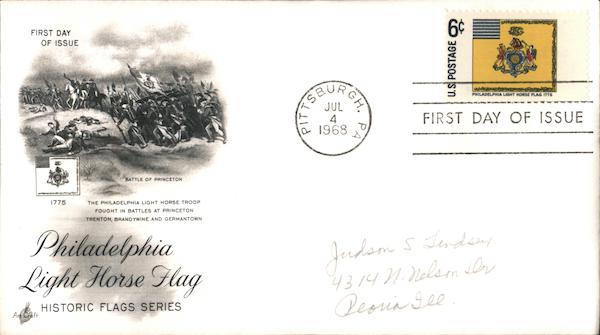 FIRST DAY
OF ISSUE
BATTLE OF PRINCETON
1775
THE PHILADELPHIA LIGHT HORSE TROOP
FOUGHT IN BATTLES AT PRINCETON
TRENTON, BRANDYWINE AND GERMANTOWN
Philadelphia
Light Horse Flag
HISTORIC FLAGS SERIES
Art Craft
PITTSBURGH, PA
JUL
4
1968
6¢
U.S. POSTAGE
PHILADELPHIA LIGHT HORSE FLAG 1775
FIRST DAY OF ISSUE
Judson S Lindsey
4314 N. Nelson Dr
Peoria Ill.